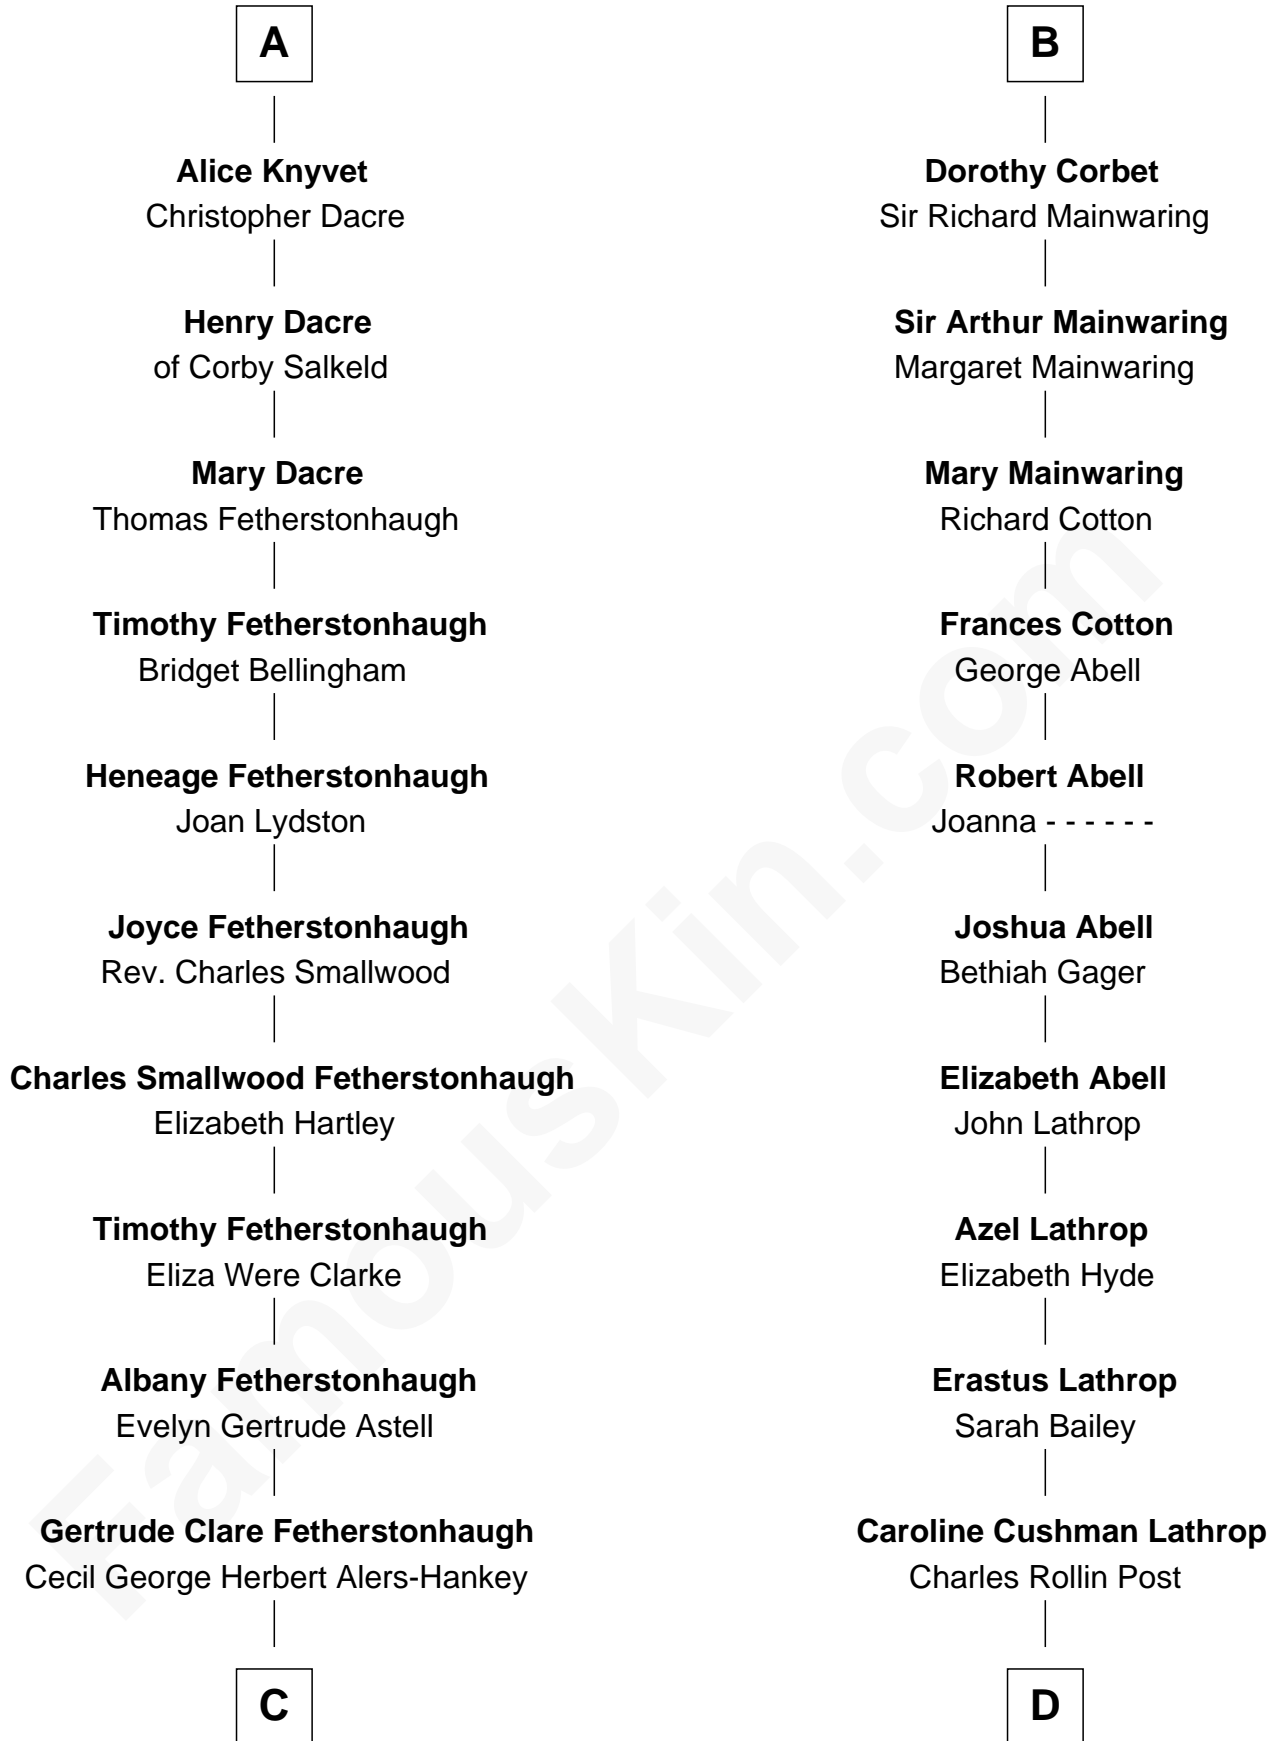 A
Alice Knyvet
Christopher Dacre
Henry Dacre
of Corby Salkeld
Mary Dacre
Thomas Fetherstonhaugh
Timothy Fetherstonhaugh
Bridget Bellingham
Heneage Fetherstonhaugh
Joan Lydston
Joyce Fetherstonhaugh
Rev. Charles Smallwood
Charles Smallwood Fetherstonhaugh
Elizabeth Hartley
Timothy Fetherstonhaugh
Eliza Were Clarke
Albany Fetherstonhaugh
Evelyn Gertrude Astell
Gertrude Clare Fetherstonhaugh
Cecil George Herbert Alers-Hankey
C
B
Dorothy Corbet
Sir Richard Mainwaring
Sir Arthur Mainwaring
Margaret Mainwaring
Mary Mainwaring
Richard Cotton
Frances Cotton
George Abell
Robert Abell
Joanna - - - - - -
Joshua Abell
Bethiah Gager
Elizabeth Abell
John Lathrop
Azel Lathrop
Elizabeth Hyde
Erastus Lathrop
Sarah Bailey
Caroline Cushman Lathrop
Charles Rollin Post
D
FamousKin.com